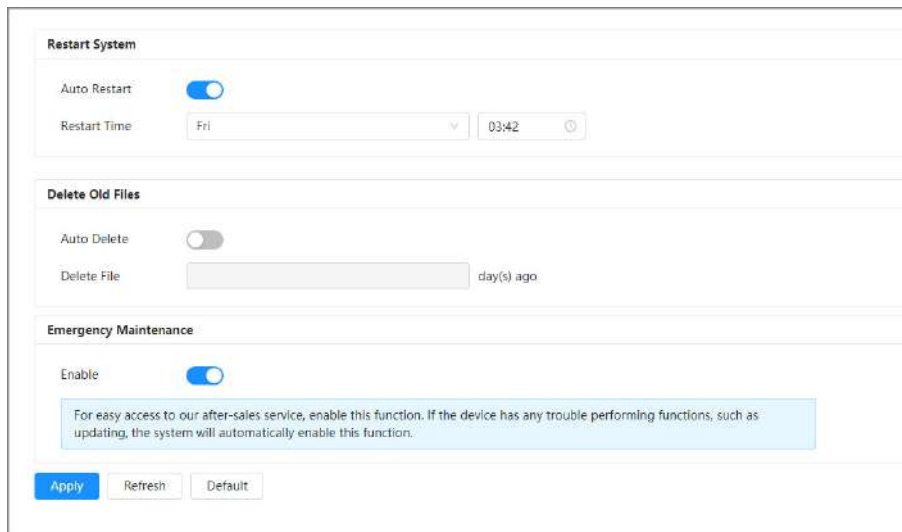 Restart System
Auto Restart
Restart Time Fri 03:42
Delete Old Files
Auto Delete
Delete File day(s) ago
Emergency Maintenance
Enable
For easy access to our after-sales service, enable this function. If the device has any trouble performing functions, such as
updating, the system will automatically enable this function.
Apply Refresh Default